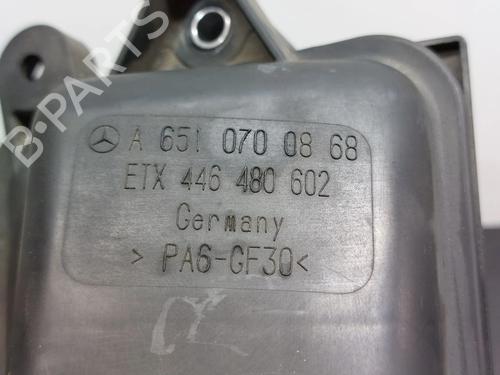 A 651 070 08 68
ETX 446 480 602
Germany
> PA6-GF30 <
B-PARTS